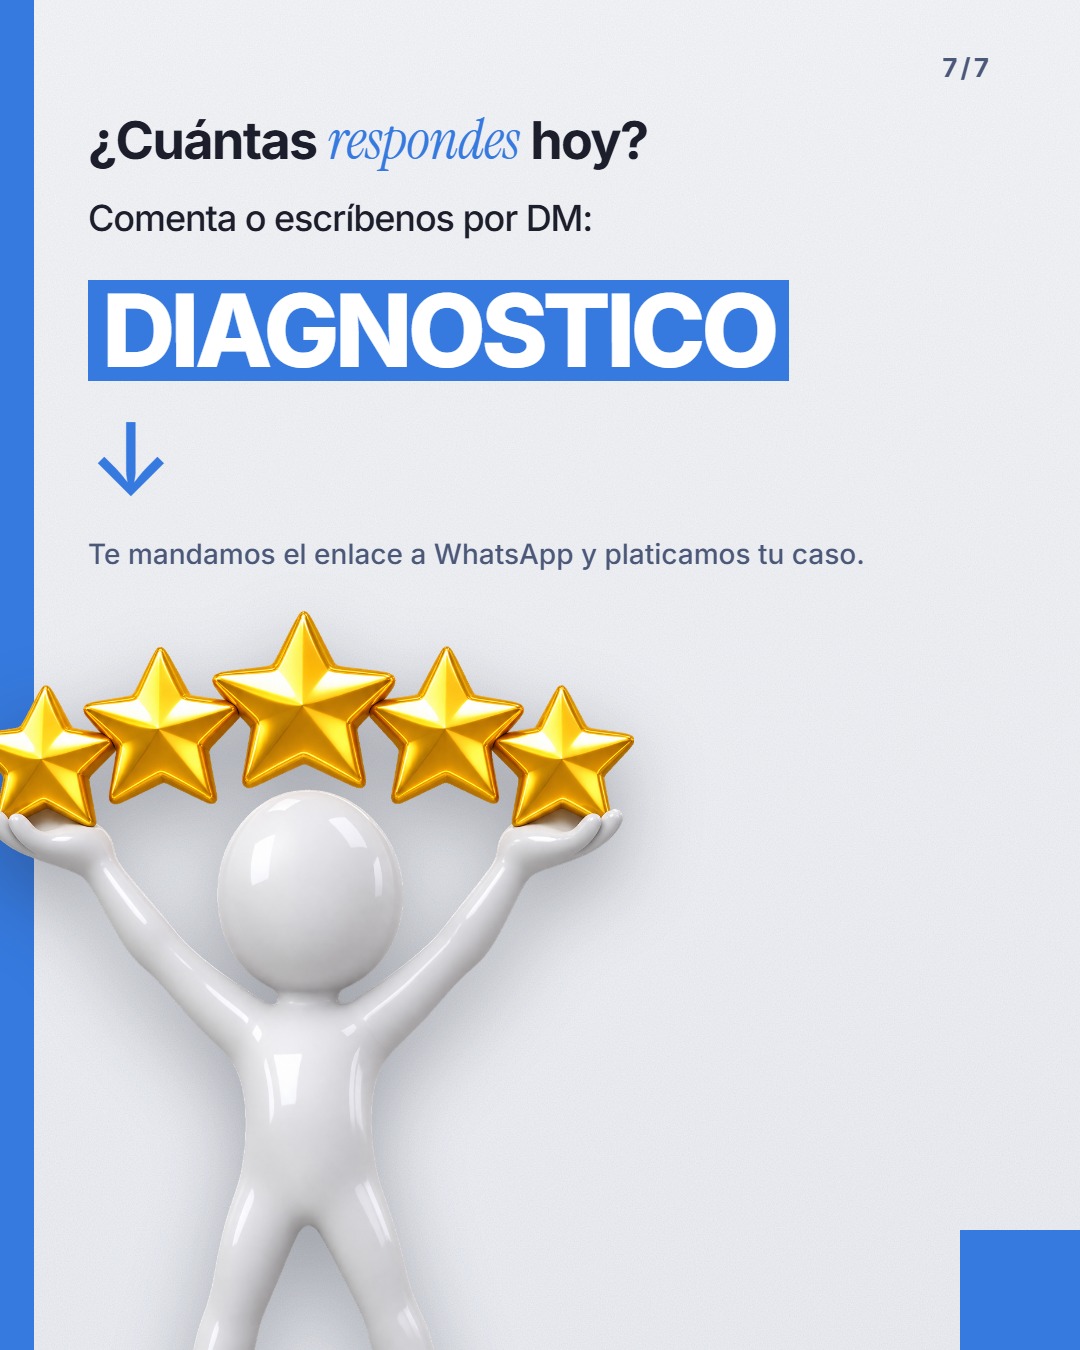 7/7
¿Cuántas respondes hoy?
Comenta o escríbenos por DM:
DIAGNOSTICO
Te mandamos el enlace a WhatsApp y platicamos tu caso.